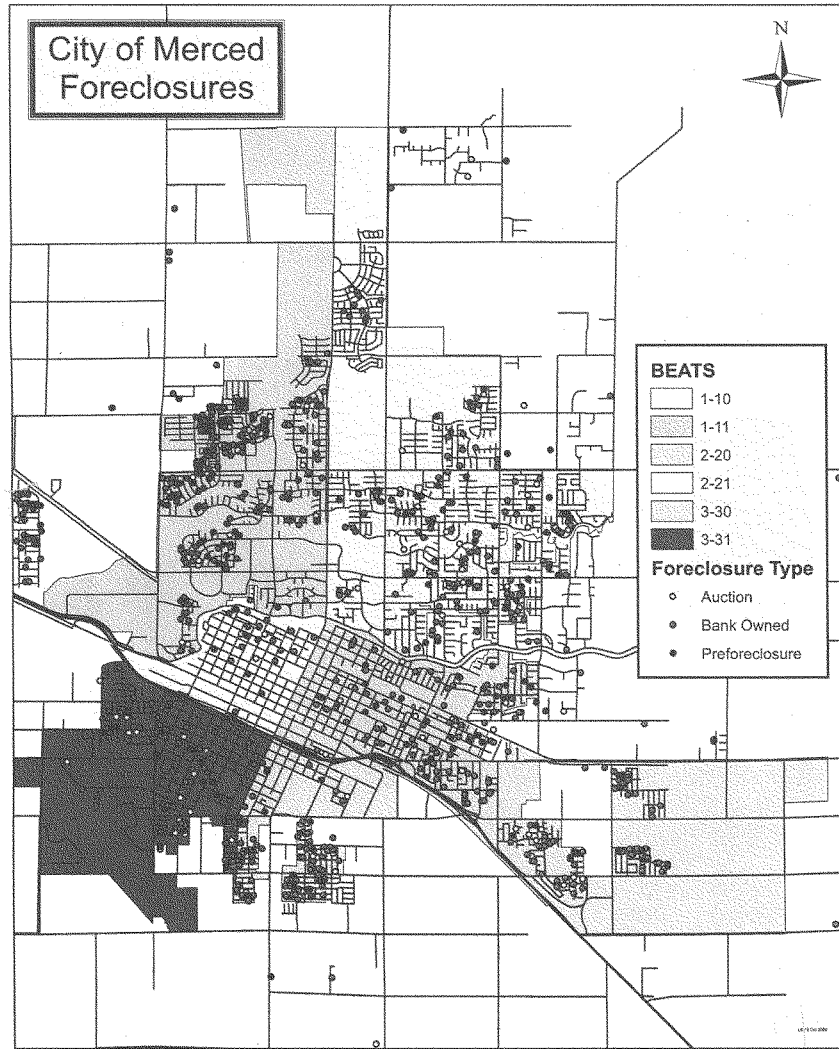 City of Merced
Foreclosures
N
BEATS
1-10
1-11
2-20
2-21
3-30
3-31
Foreclosure Type
Auction
Bank Owned
Preforeclosure